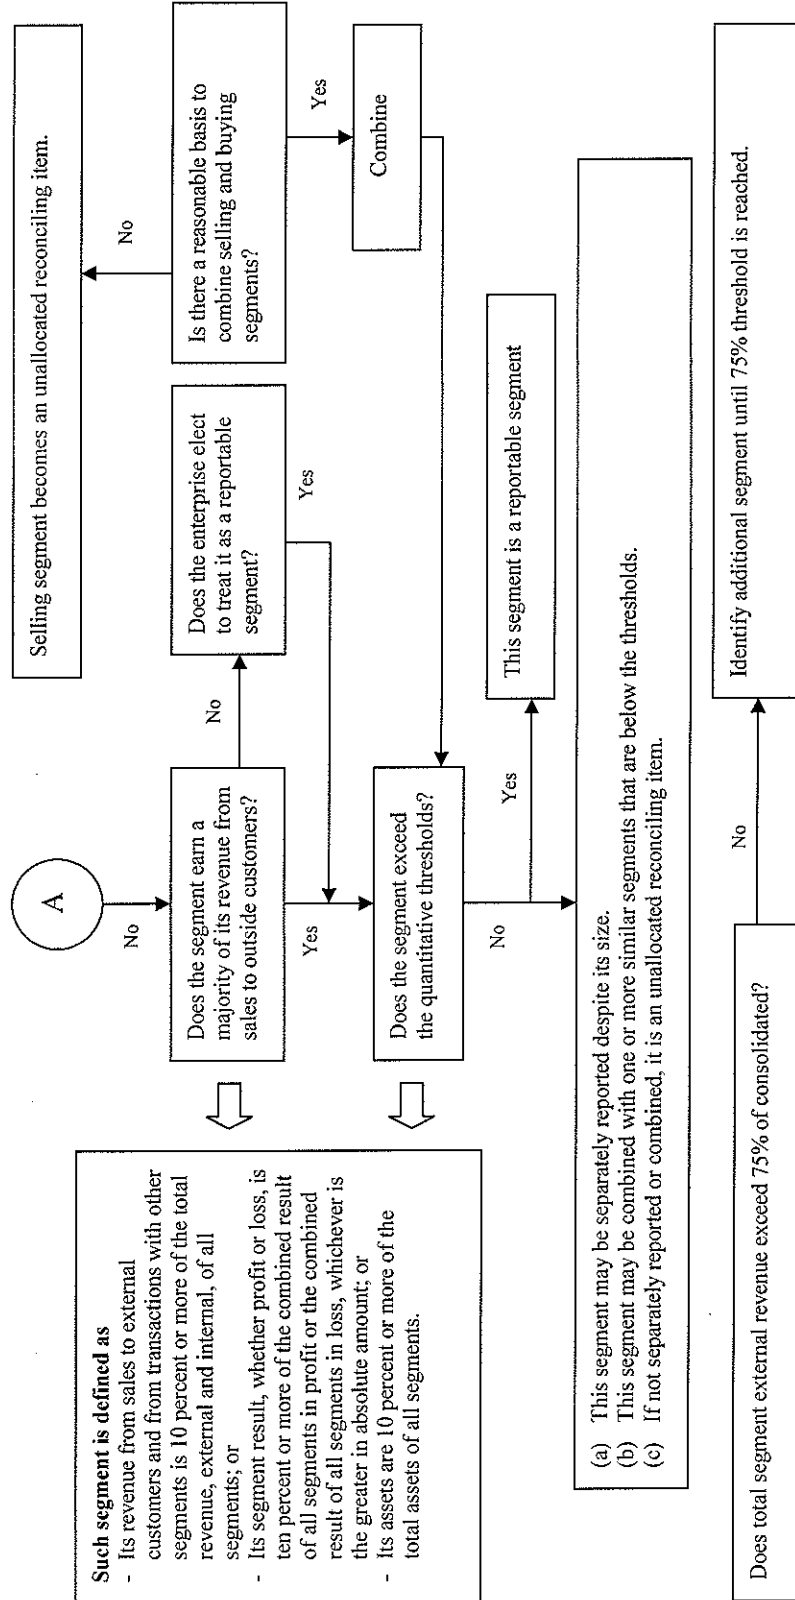 A
No
Such segment is defined as
- Its revenue from sales to external
customers and from transactions with other
segments is 10 percent or more of the total
revenue, external and internal, of all
segments; or
- Its segment result, whether profit or loss, is
ten percent or more of the combined result
of all segments in profit or the combined
result of all segments in loss, whichever is
the greater in absolute amount; or
- Its assets are 10 percent or more of the
total assets of all segments.
Does the segment earn a
majority of its revenue from
sales to outside customers?
No
Does the enterprise elect
to treat it as a reportable
segment?
Yes
Yes
Selling segment becomes an unallocated reconciling item.
No
Is there a reasonable basis to
combine selling and buying
segments?
Yes
Combine
Does the segment exceed
the quantitative thresholds?
No
Yes
This segment is a reportable segment
(a) This segment may be separately reported despite its size.
(b) This segment may be combined with one or more similar segments that are below the thresholds.
(c) If not separately reported or combined, it is an unallocated reconciling item.
Does total segment external revenue exceed 75% of consolidated?
No
Identify additional segment until 75% threshold is reached.